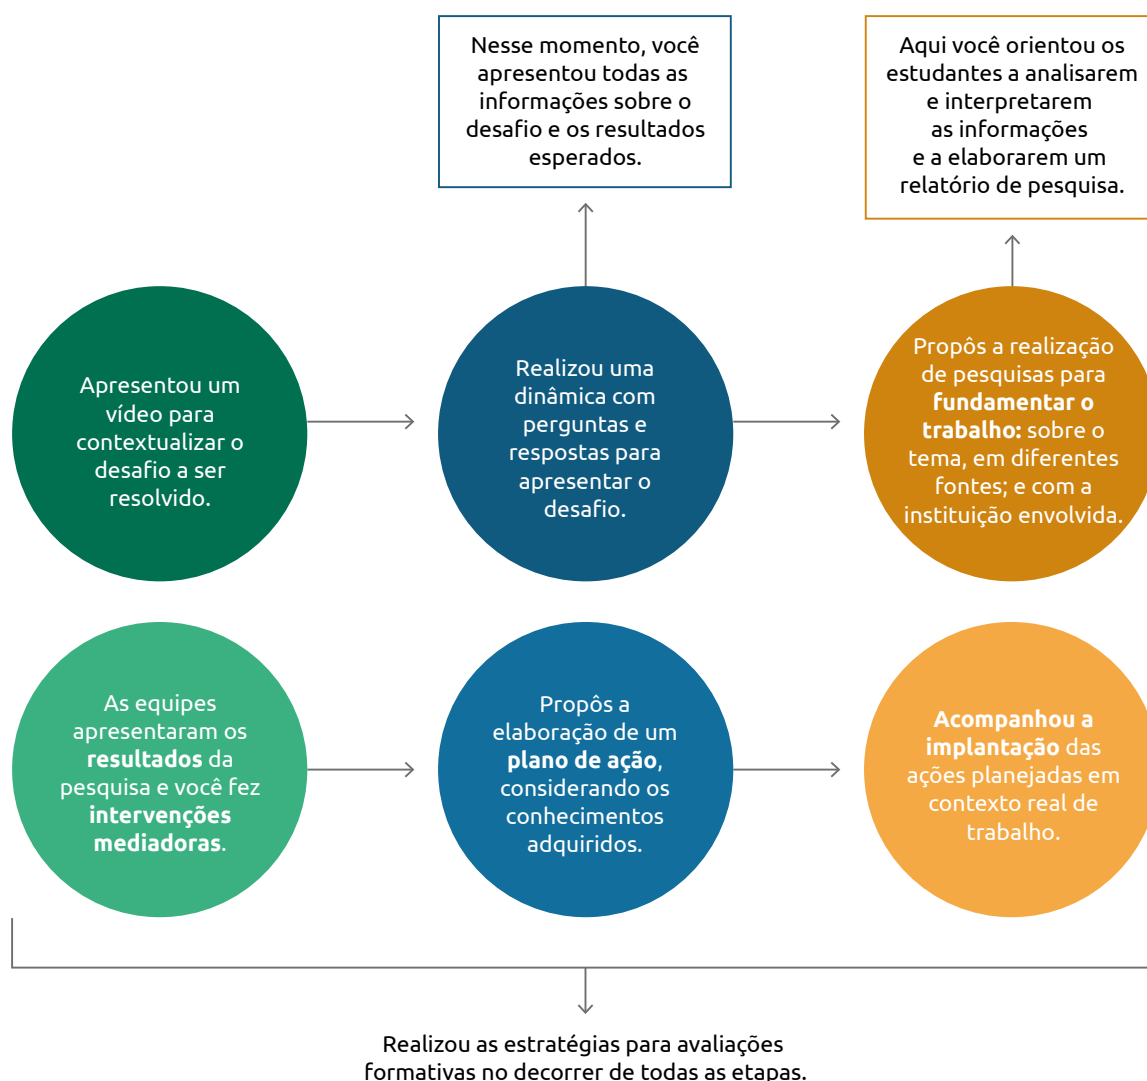 Nesse momento, você
apresentou todas as
informações sobre o
desafio e os resultados
esperados.
Aqui você orientou os
estudantes a analisarem
e interpretarem
as informações
e a elaborarem um
relatório de pesquisa.
Apresentou um
vídeo para
contextualizar o
desafio a ser
resolvido.
Realizou uma
dinâmica com
perguntas e
respostas para
apresentar o
desafio.
Propôs a realização
de pesquisas para
fundamentar o
trabalho: sobre o
tema, em diferentes
fontes; e com a
instituição envolvida.
As equipes
apresentaram os
resultados da
pesquisa e você fez
intervenções
mediadoras.
Propôs a
elaboração de um
plano de ação,
considerando os
conhecimentos
adquiridos.
Acompanhou a
implantação das
ações planejadas em
contexto real de
trabalho.
Realizou as estratégias para avaliações
formativas no decorrer de todas as etapas.